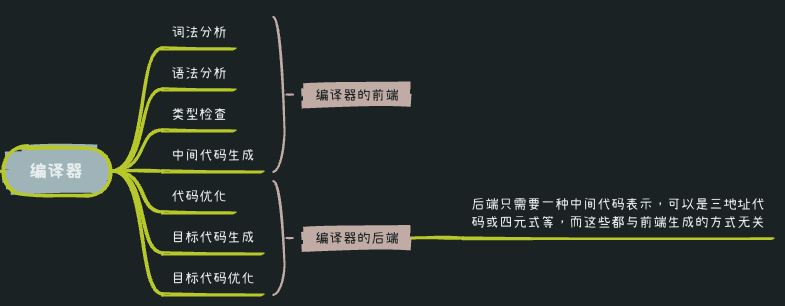 编译器
词法分析
语法分析
类型检查
中间代码生成
代码优化
目标代码生成
目标代码优化
编译器的前端
编译器的后端
后端只需要一种中间代码表示，可以是三地址代
码或四元式等，而这些都与前端生成的方式无关